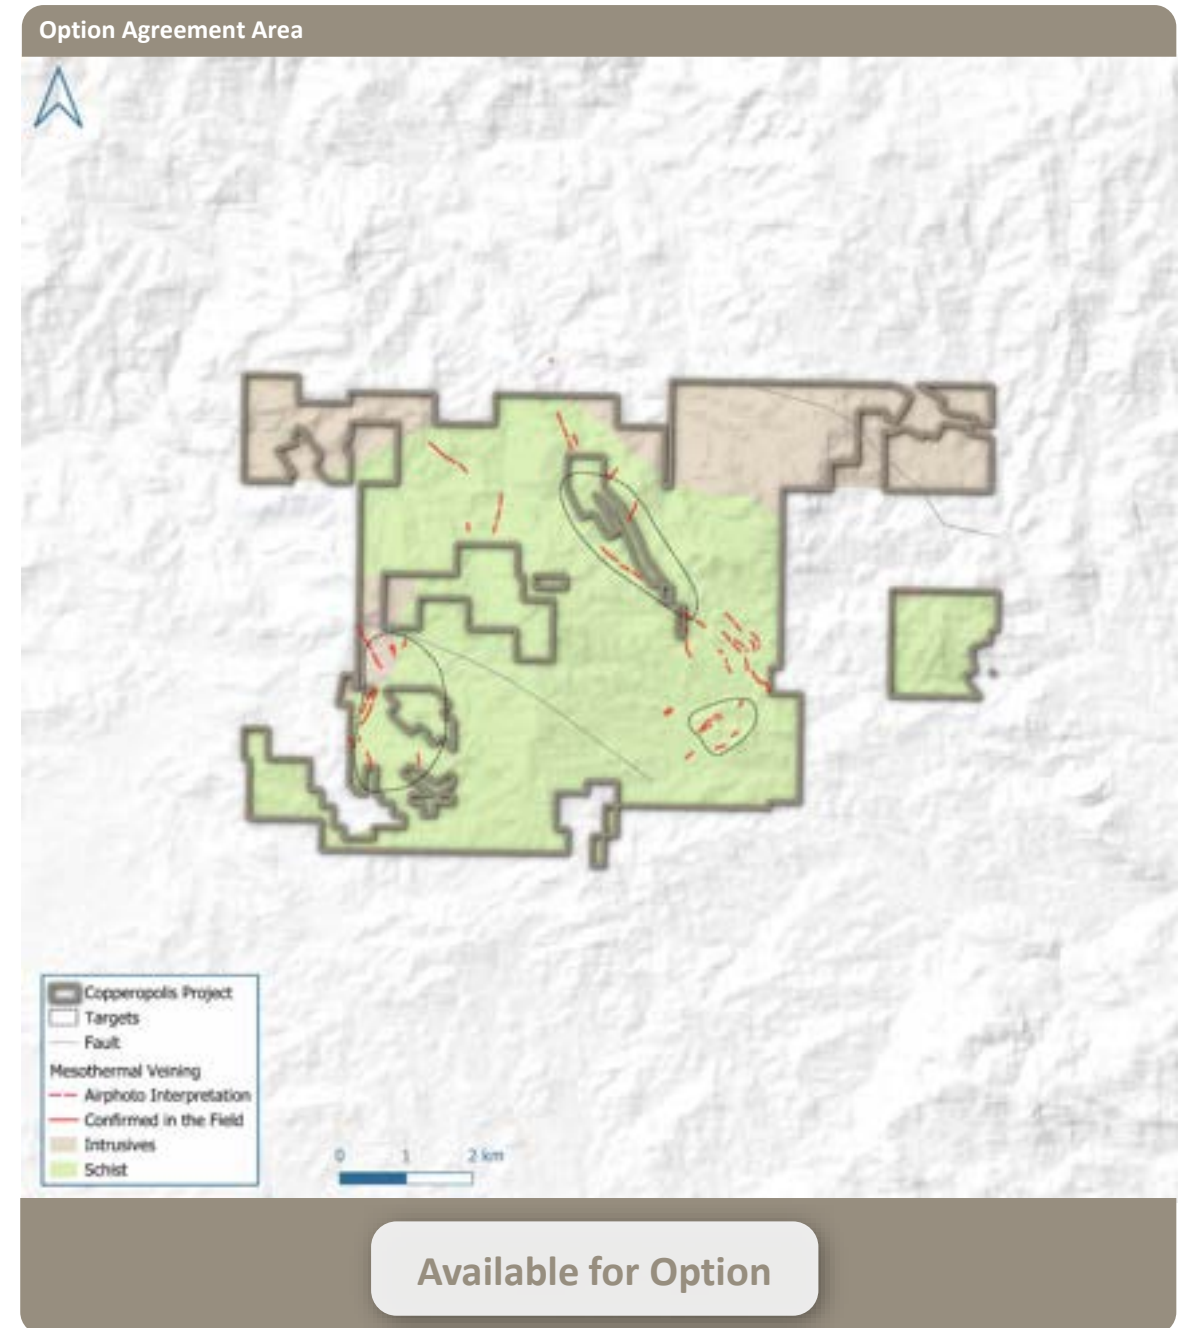 Option Agreement Area
Copperopolis Project
Targets
Fault
Mesothermal Veining
Airphoto Interpretation
Confirmed in the Field
Intrusives
Schist
0 1 2 km
Available for Option